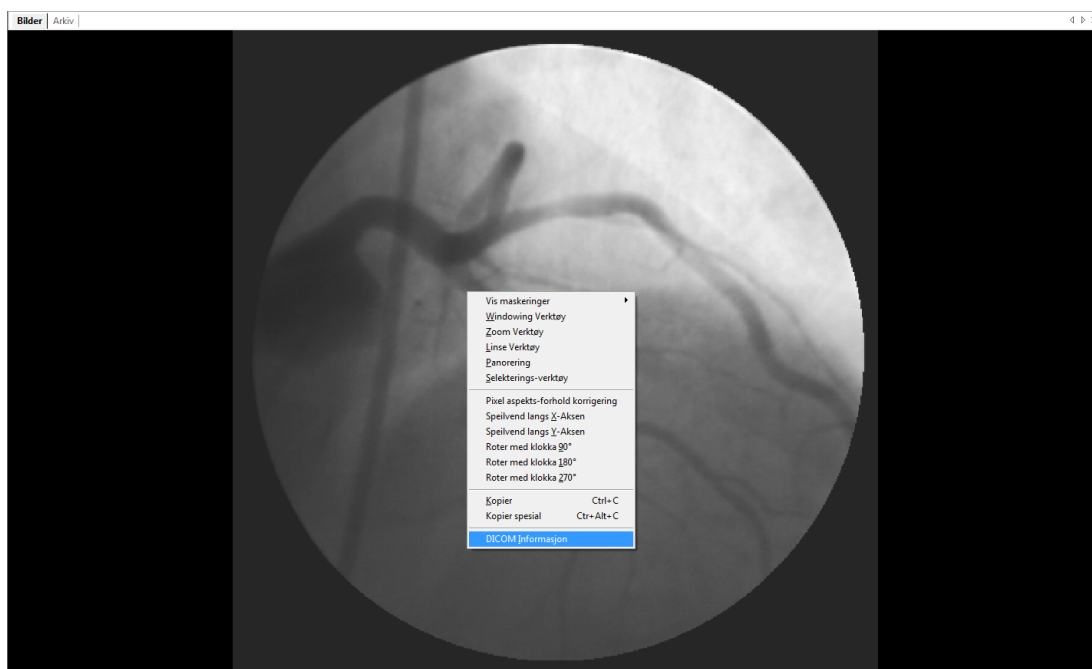 Bilder Arkiv
Vis maskeringer
Windowing Verktøy
Zoom Verktøy
Linse Verktøy
Panorering
Selekterings-verktøy
Pixel aspekts-forhold korrigering
Speilvend langs X-Aksen
Speilvend langs Y-Aksen
Roter med klokka 90°
Roter med klokka 180°
Roter med klokka 270°
Kopier Ctrl+C
Kopier spesial Ctr+Alt+C
DICOM Informasjon